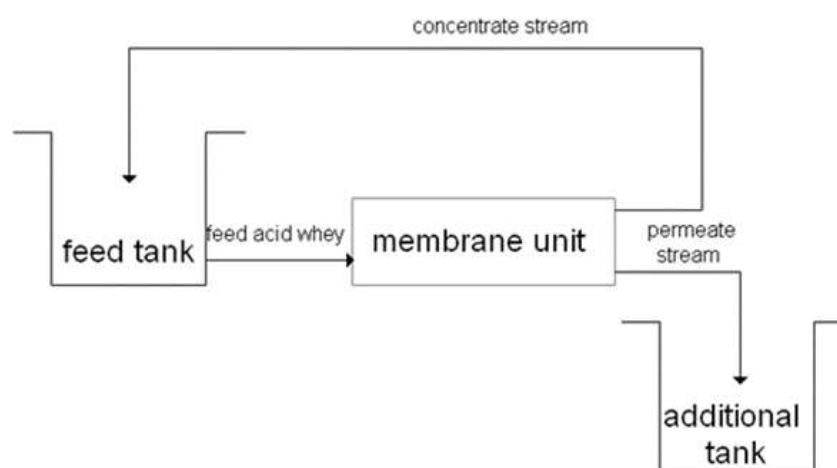 concentrate stream
feed tank
feed acid whey
membrane unit
permeate
stream
additional
tank